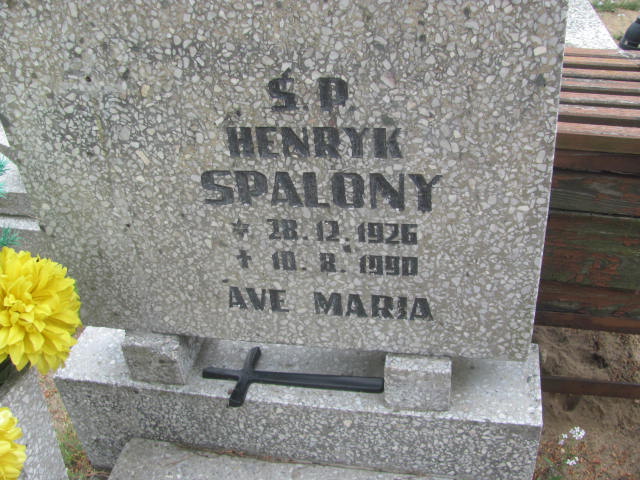 Ś.P.
HENRYK
SPALONY
* 28.12.1926
† 10.8.1990
AVE MARIA